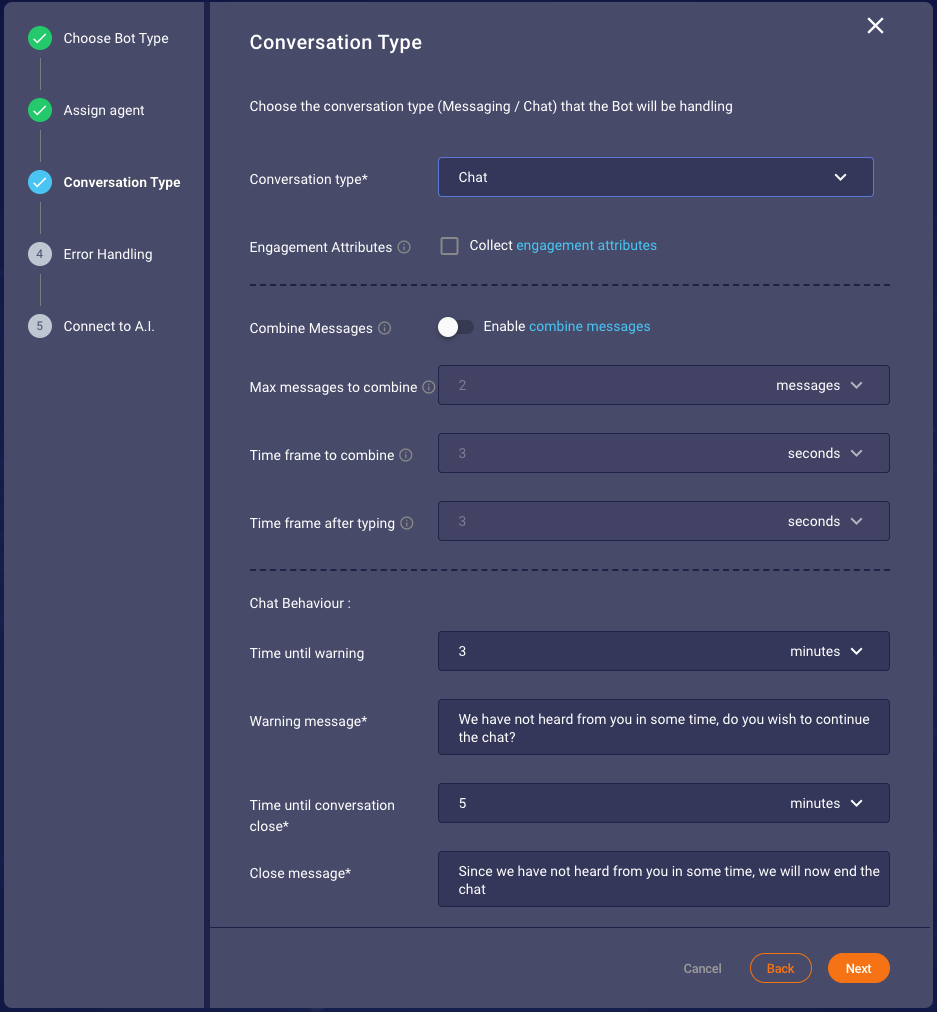 Choose Bot Type
Assign agent
Conversation Type
4 Error Handling
5 Connect to A.I.
Conversation Type
Choose the conversation type (Messaging / Chat) that the Bot will be handling
Conversation type* Chat
Engagement Attributes Collect engagement attributes
Combine Messages Enable combine messages
Max messages to combine 2 messages
Time frame to combine 3 seconds
Time frame after typing 3 seconds
Chat Behaviour :
Time until warning 3 minutes
Warning message* We have not heard from you in some time, do you wish to continue
the chat?
Time until conversation
close*
5 minutes
Close message* Since we have not heard from you in some time, we will now end the
chat
Cancel Back Next